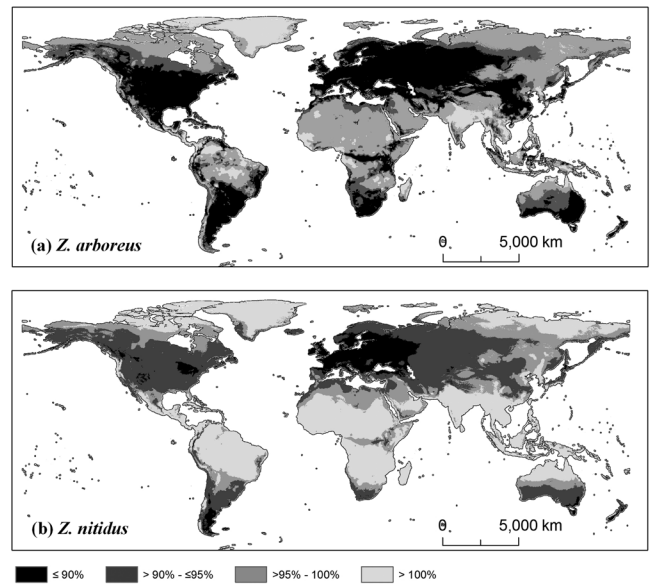 (a) Z. arboreus
0 5,000 km
(b) Z. nitidus
0 5,000 km
≤ 90% > 90% - ≤95% >95% - 100% > 100%